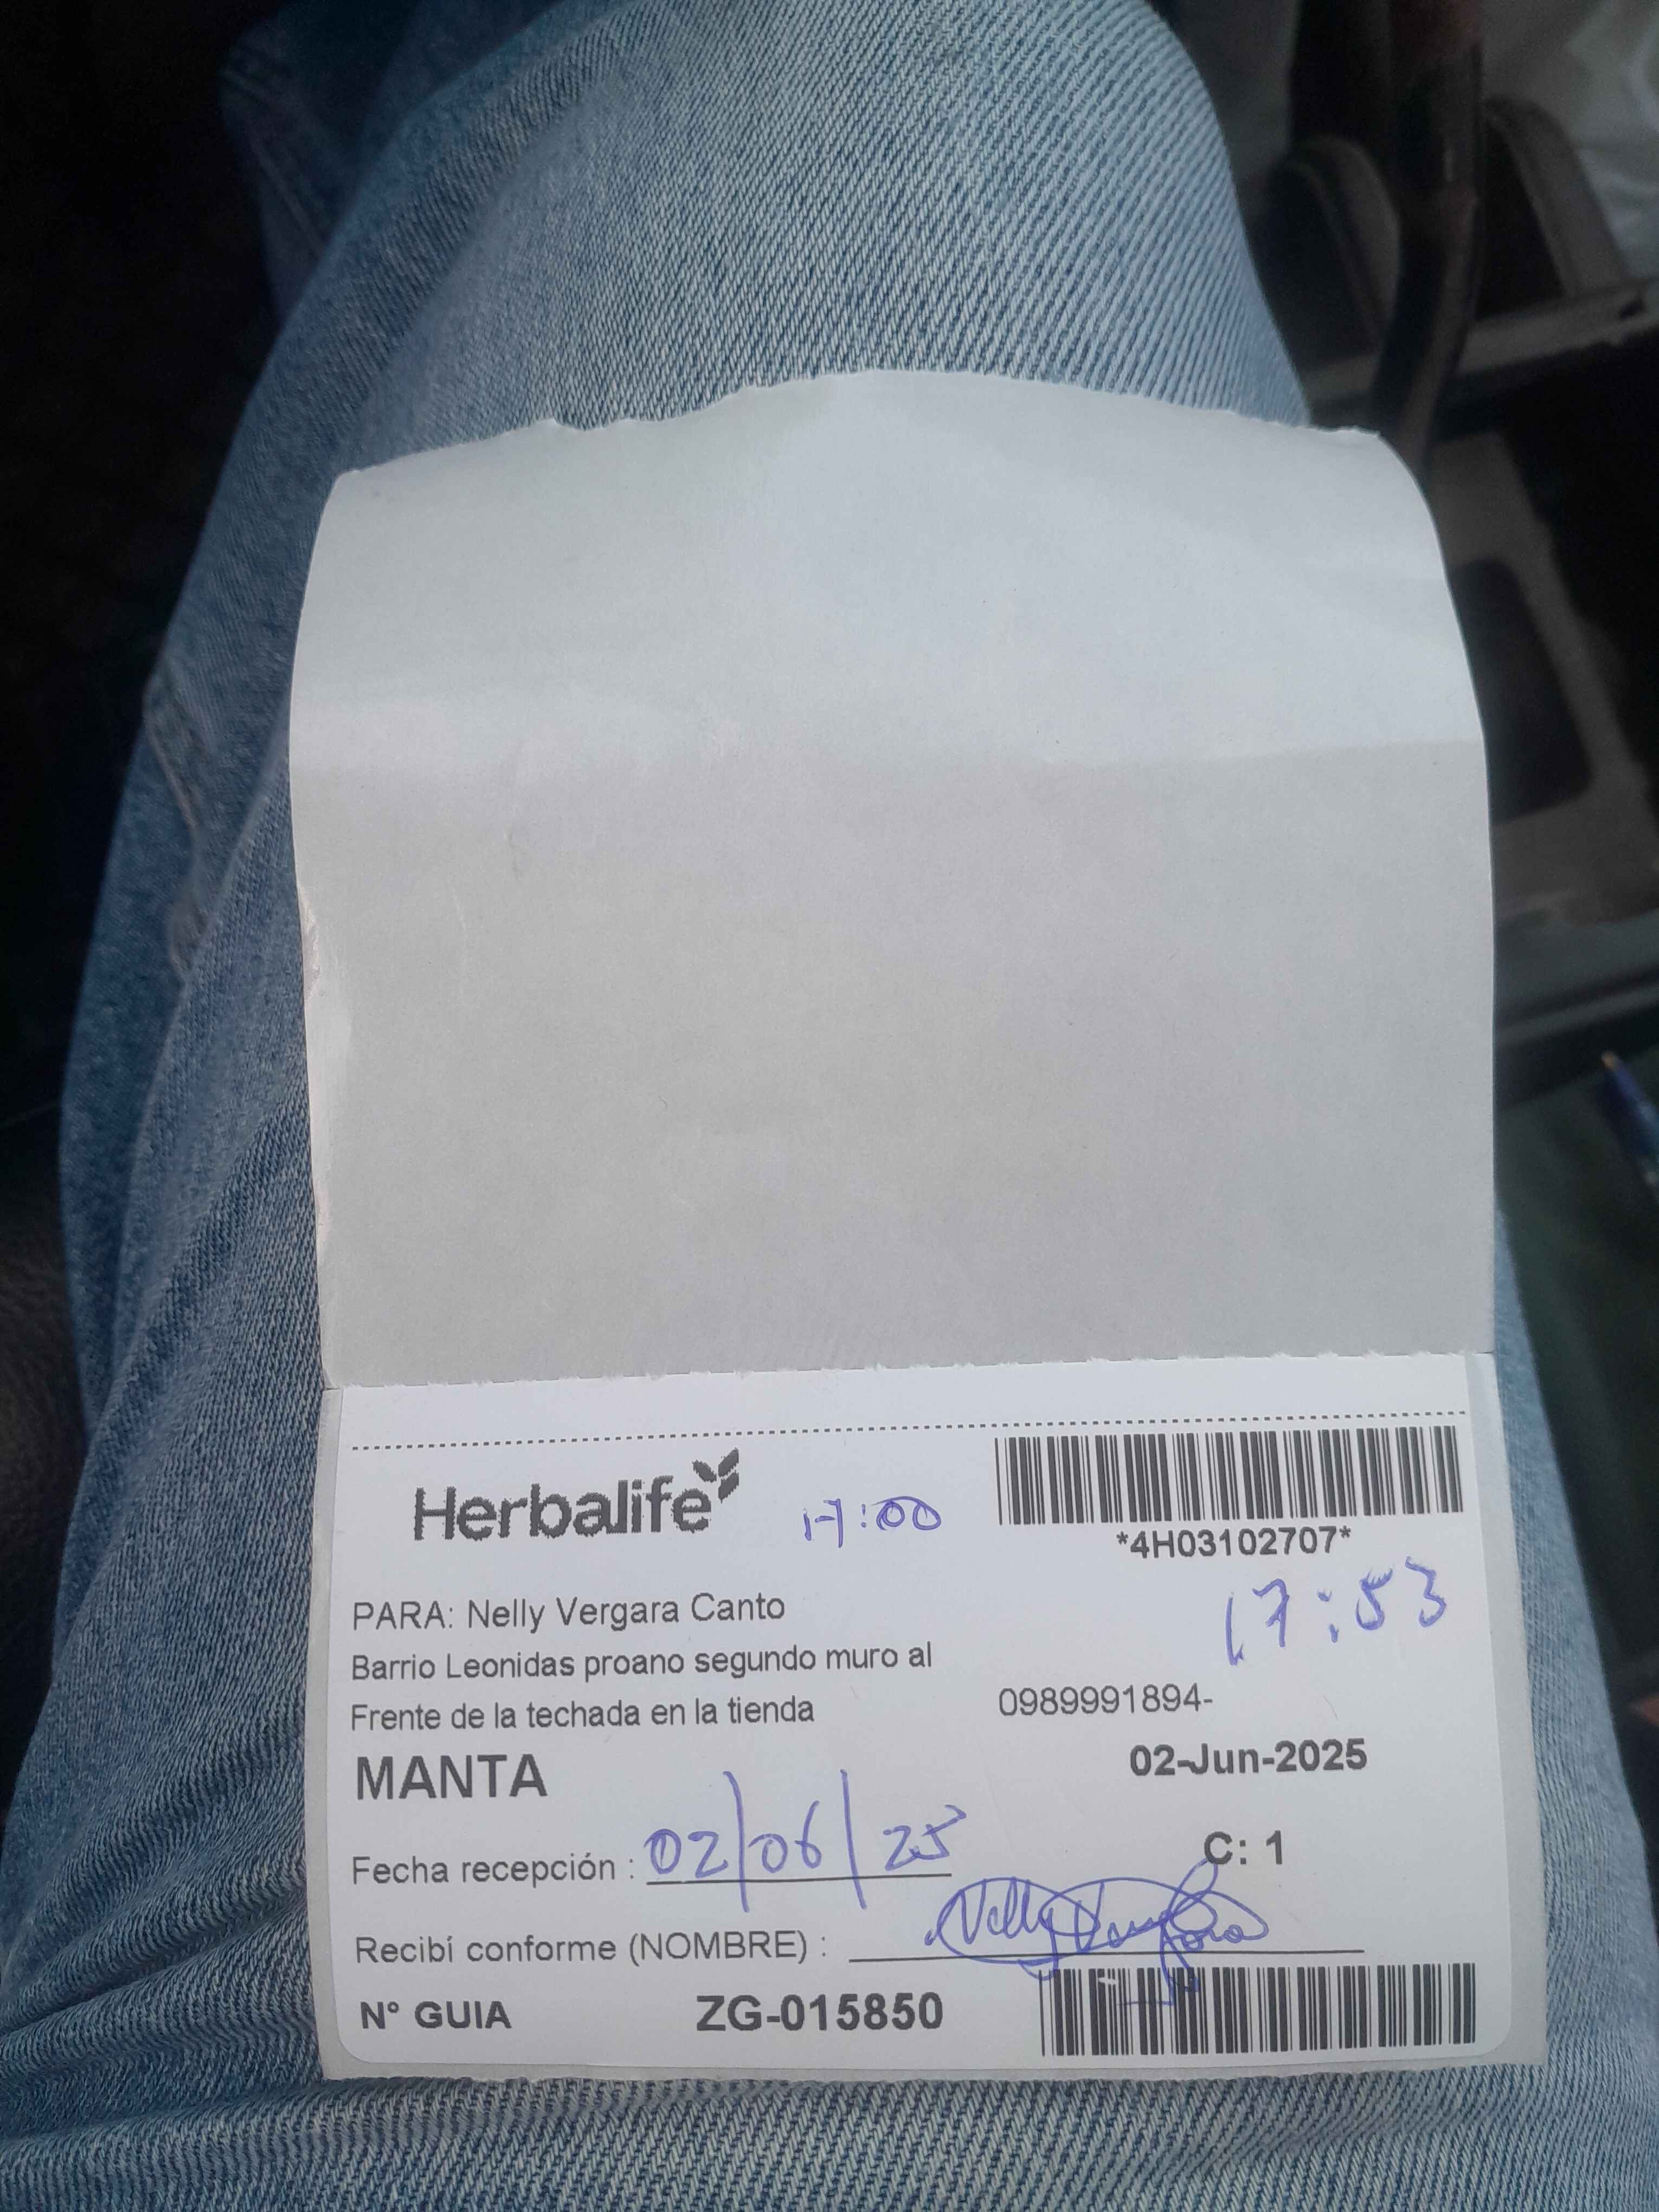 Herbalife 17:00
*4H03102707*
17:53
PARA: Nelly Vergara Canto
Barrio Leonidas proano segundo muro al
Frente de la techada en la tienda 0989991894-
MANTA 02-Jun-2025
Fecha recepción : 02/06/25 C: 1
Recibí conforme (NOMBRE) : Nelly Vergara
N° GUIA ZG-015850